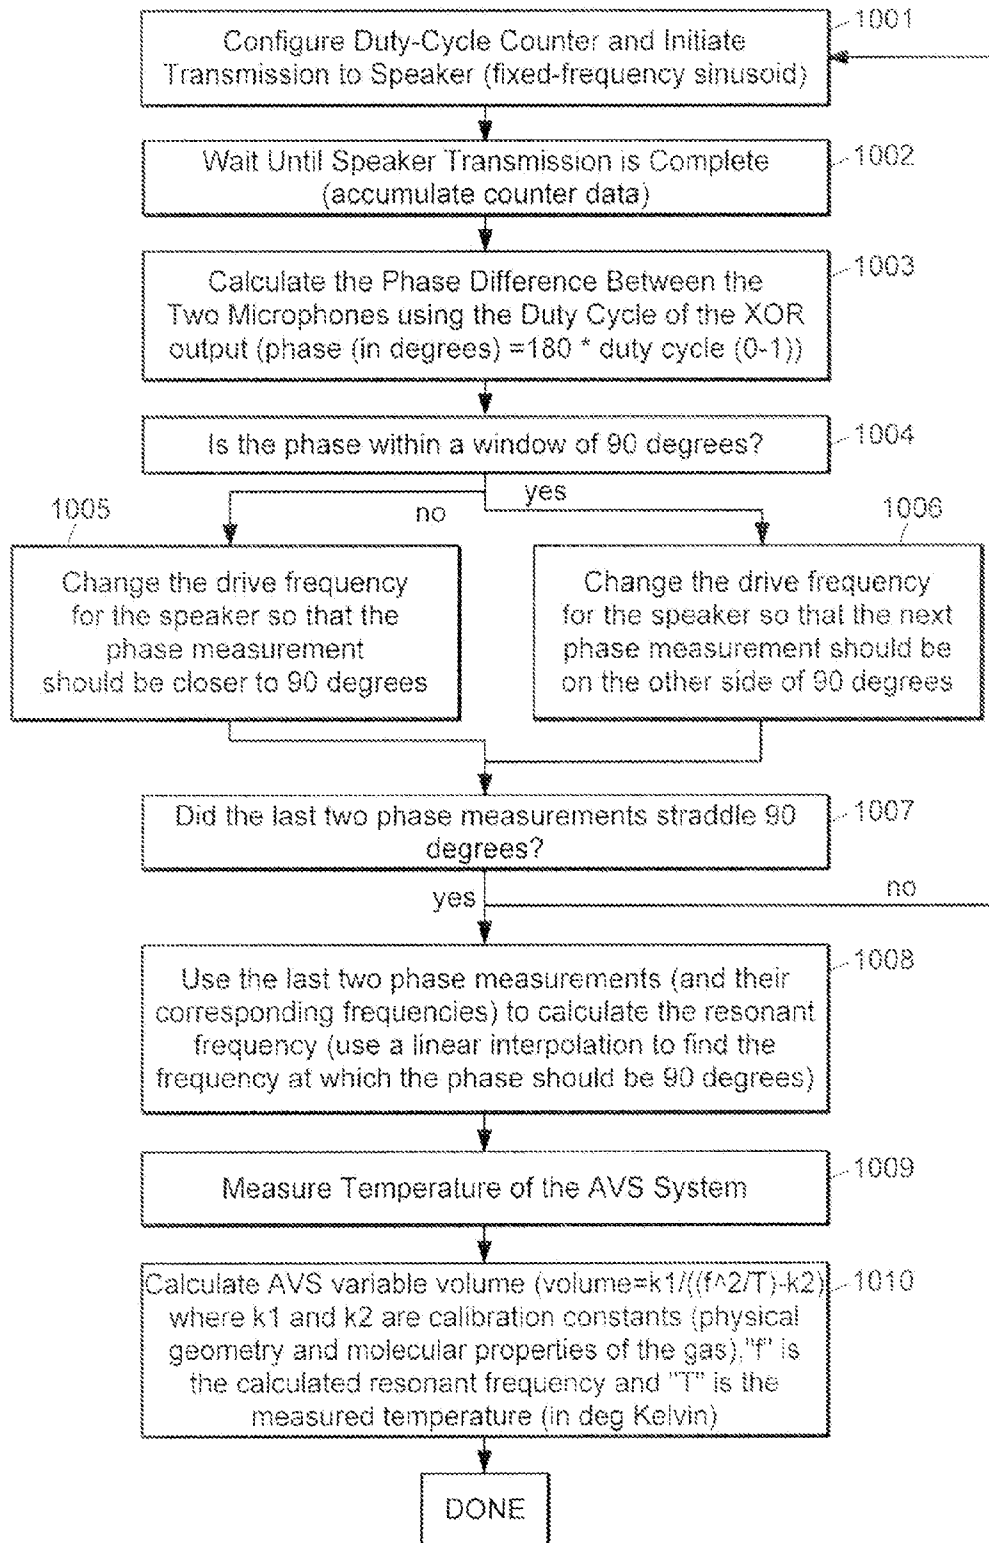 1001
Configure Duty-Cycle Counter and Initiate
Transmission to Speaker (fixed-frequency sinusoid)
1002
Wait Until Speaker Transmission is Complete
(accumulate counter data)
1003
Calculate the Phase Difference Between the
Two Microphones using the Duty Cycle of the XOR
output (phase (in degrees) =180 * duty cycle (0-1))
1004
Is the phase within a window of 90 degrees?
no
yes
1005
Change the drive frequency
for the speaker so that the
phase measurement
should be closer to 90 degrees
1006
Change the drive frequency
for the speaker so that the next
phase measurement should be
on the other side of 90 degrees
1007
Did the last two phase measurements straddle 90
degrees?
yes
no
1008
Use the last two phase measurements (and their
corresponding frequencies) to calculate the resonant
frequency (use a linear interpolation to find the
frequency at which the phase should be 90 degrees)
1009
Measure Temperature of the AVS System
1010
Calculate AVS variable volume (volume=k1/((f^2/T)-k2)
where k1 and k2 are calibration constants (physical
geometry and molecular properties of the gas),"f" is
the calculated resonant frequency and "T" is the
measured temperature (in deg Kelvin)
DONE